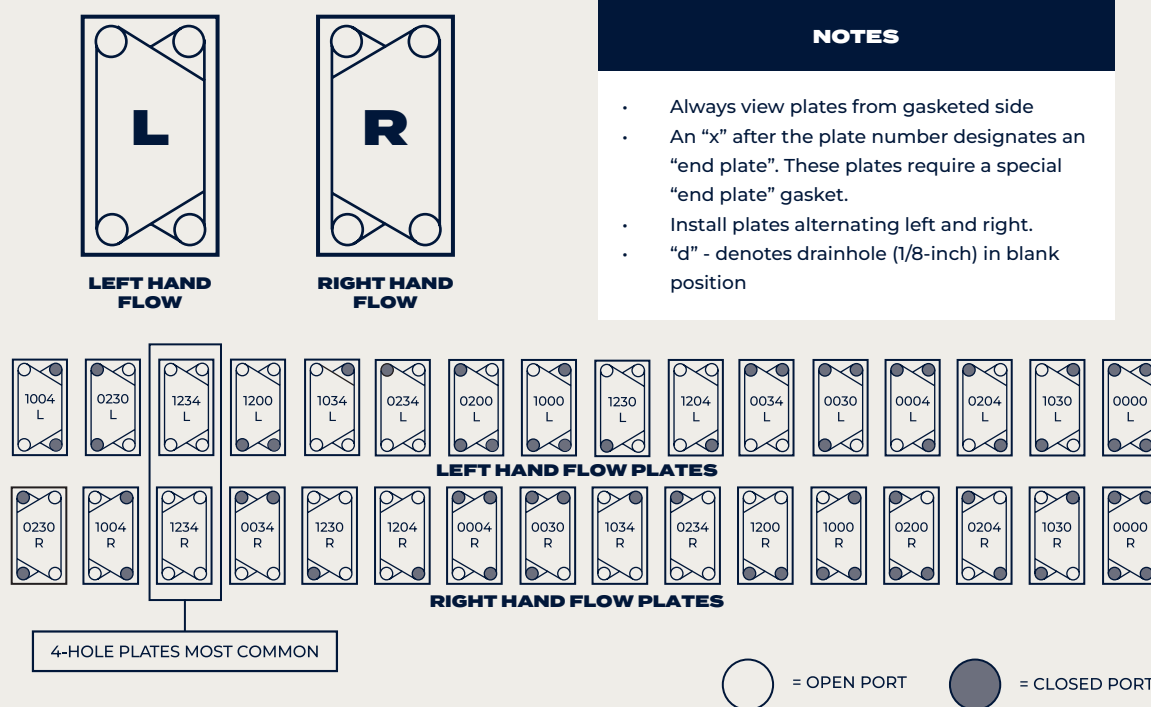 L
R
LEFT HAND
FLOW
RIGHT HAND
FLOW
NOTES
• Always view plates from gasketed side
• An “x” after the plate number designates an
“end plate”. These plates require a special
“end plate” gasket.
• Install plates alternating left and right.
• “d” - denotes drainhole (1/8-inch) in blank
position
1004 0230 1234 1200 1034 0234 0200 1000 1230 1204 0034 0030 0004 0204 1030 0000
L L L L L L L L L L L L L L L L
LEFT HAND FLOW PLATES
0230 1004 1234 0034 1230 1204 0004 0030 1034 0234 1200 1000 0200 0204 1030 0000
R R R R R R R R R R R R R R R R
RIGHT HAND FLOW PLATES
4-HOLE PLATES MOST COMMON
= OPEN PORT
= CLOSED PORT